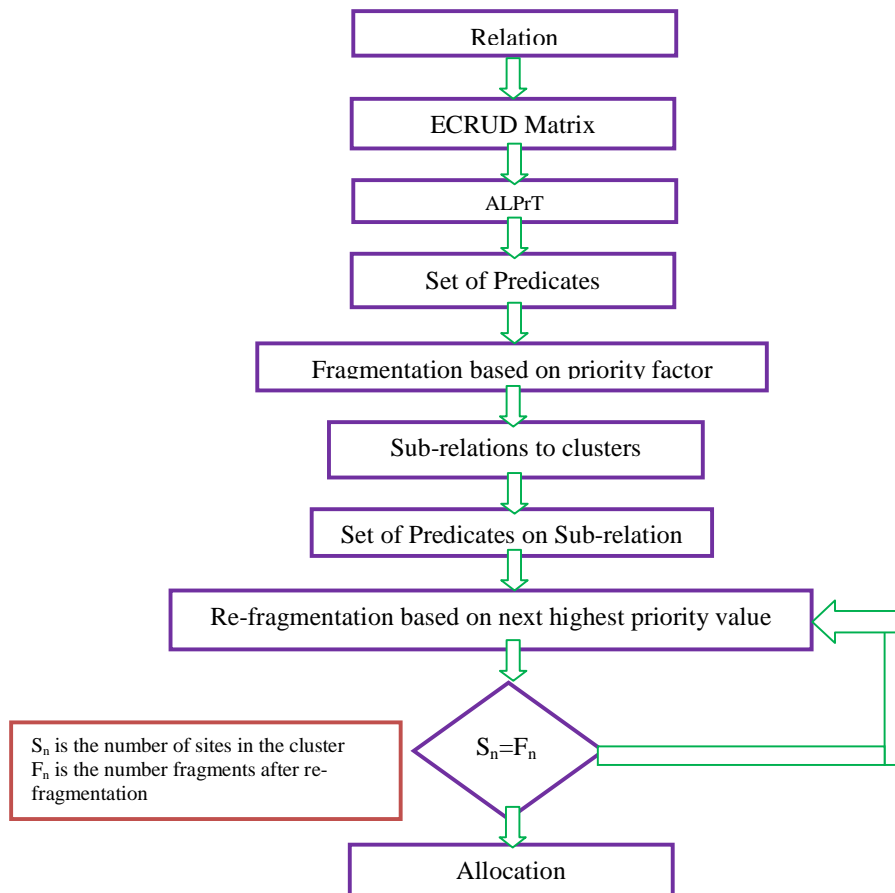 Relation
ECRUD Matrix
ALPrT
Set of Predicates
Fragmentation based on priority factor
Sub-relations to clusters
Set of Predicates on Sub-relation
Re-fragmentation based on next highest priority value
Sₙ=Fₙ
Sₙ is the number of sites in the cluster
Fₙ is the number fragments after re-
fragmentation
Allocation